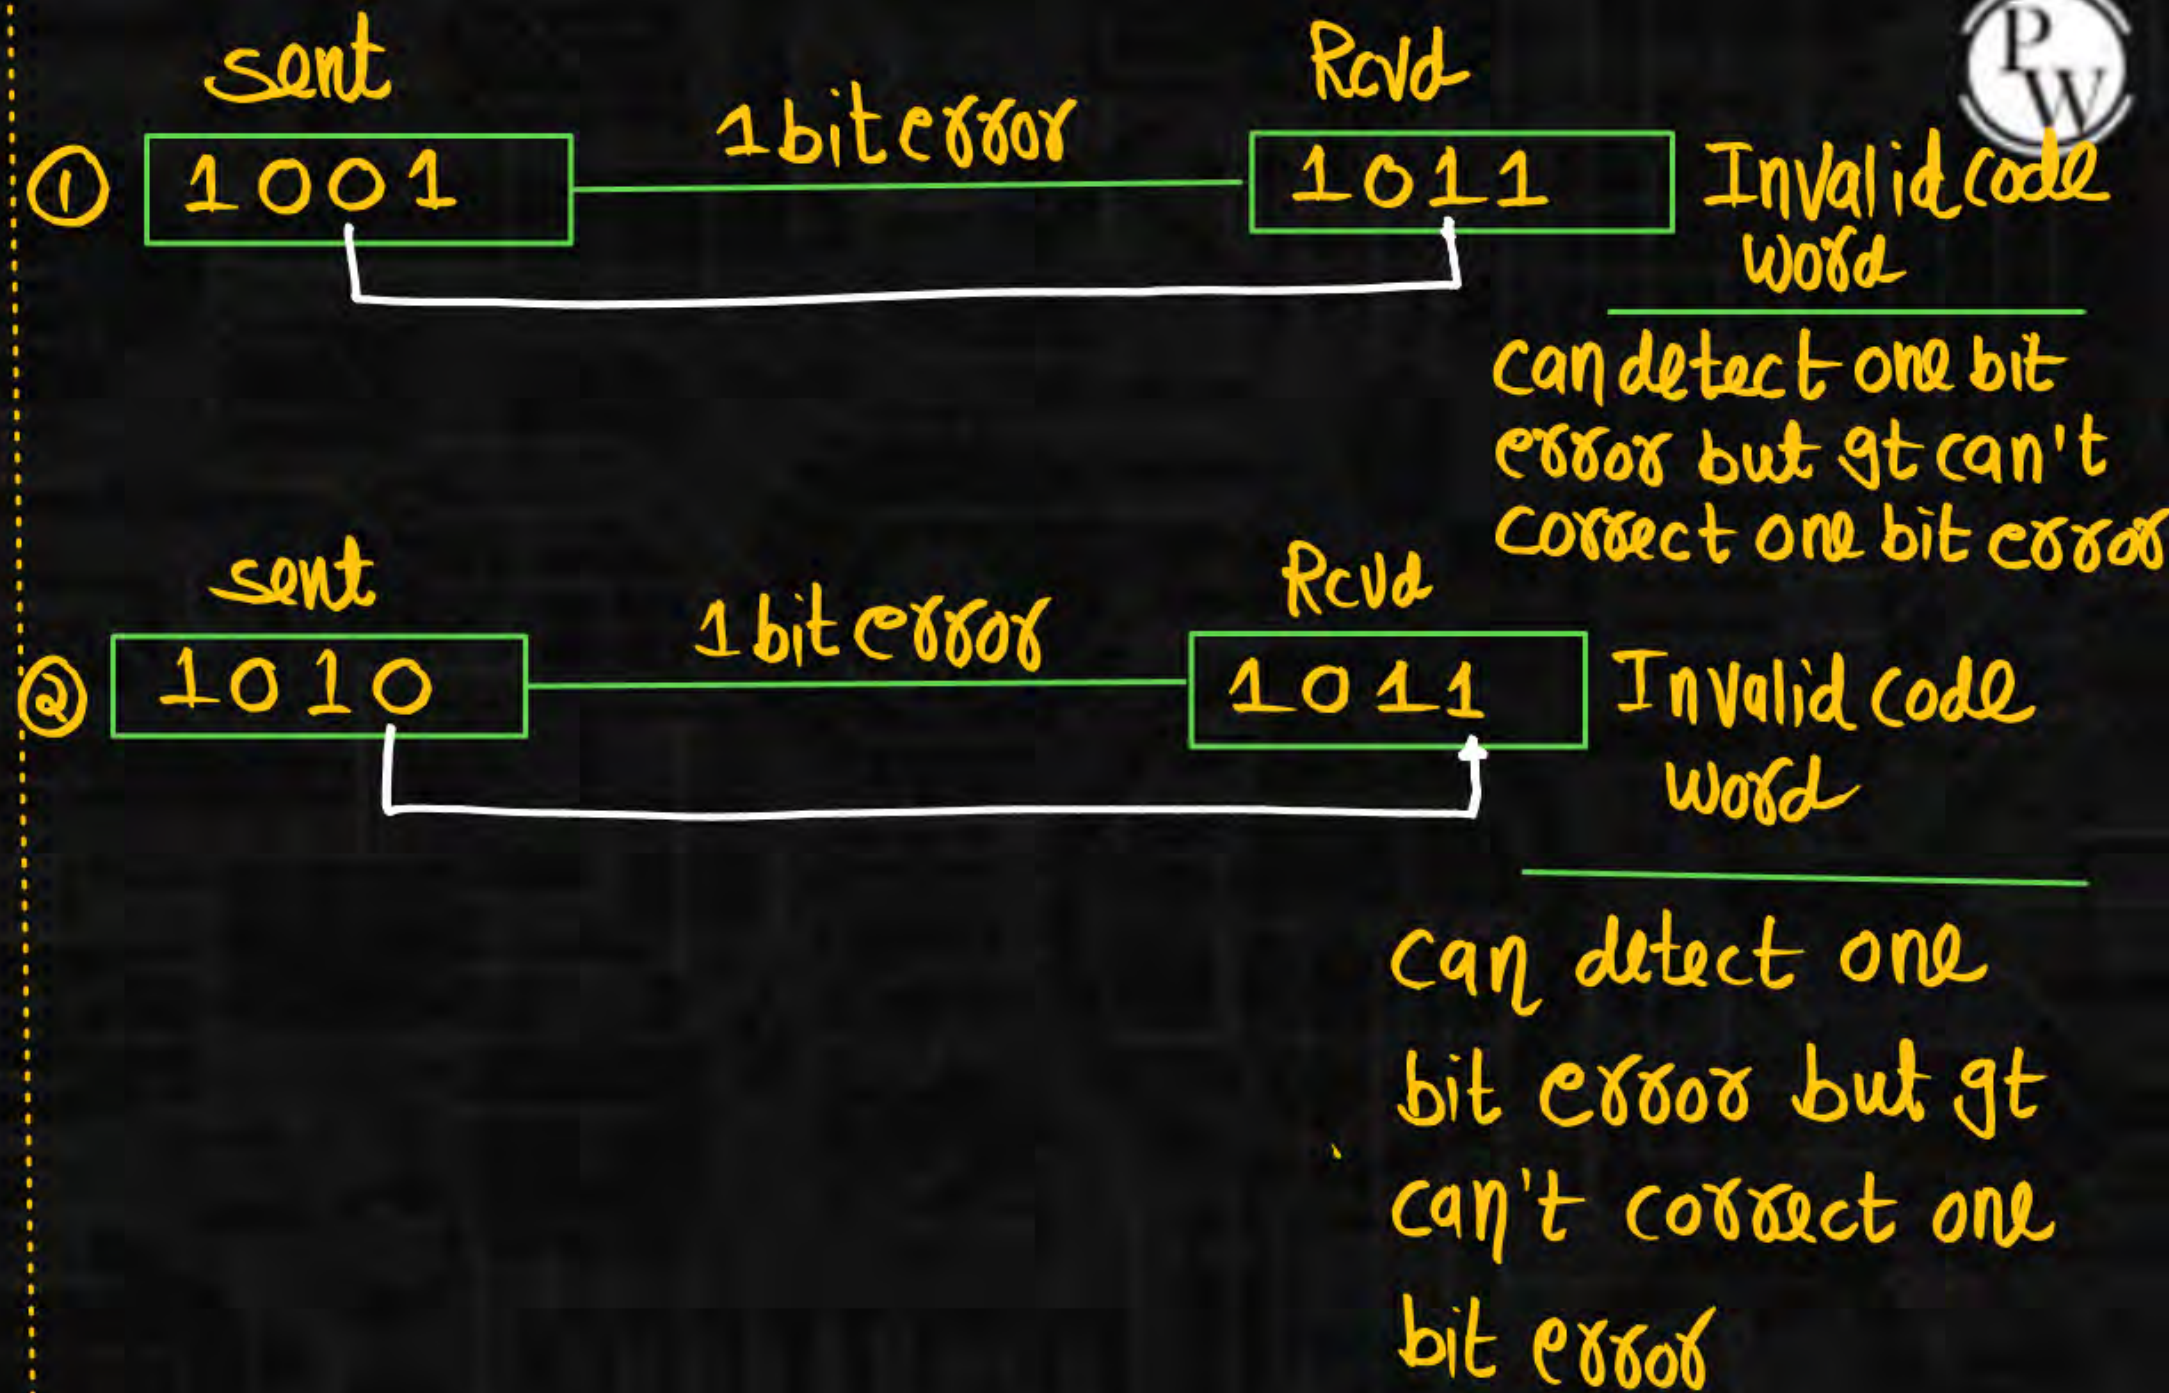 PW
sent
1 bit error
Rcvd
① 1001
1011
Invalid code
word
can detect one bit
error but It can't
correct one bit error
sent
1 bit error
Rcvd
② 1010
1011
Invalid code
word
can detect one
bit error but It
can't correct one
bit error